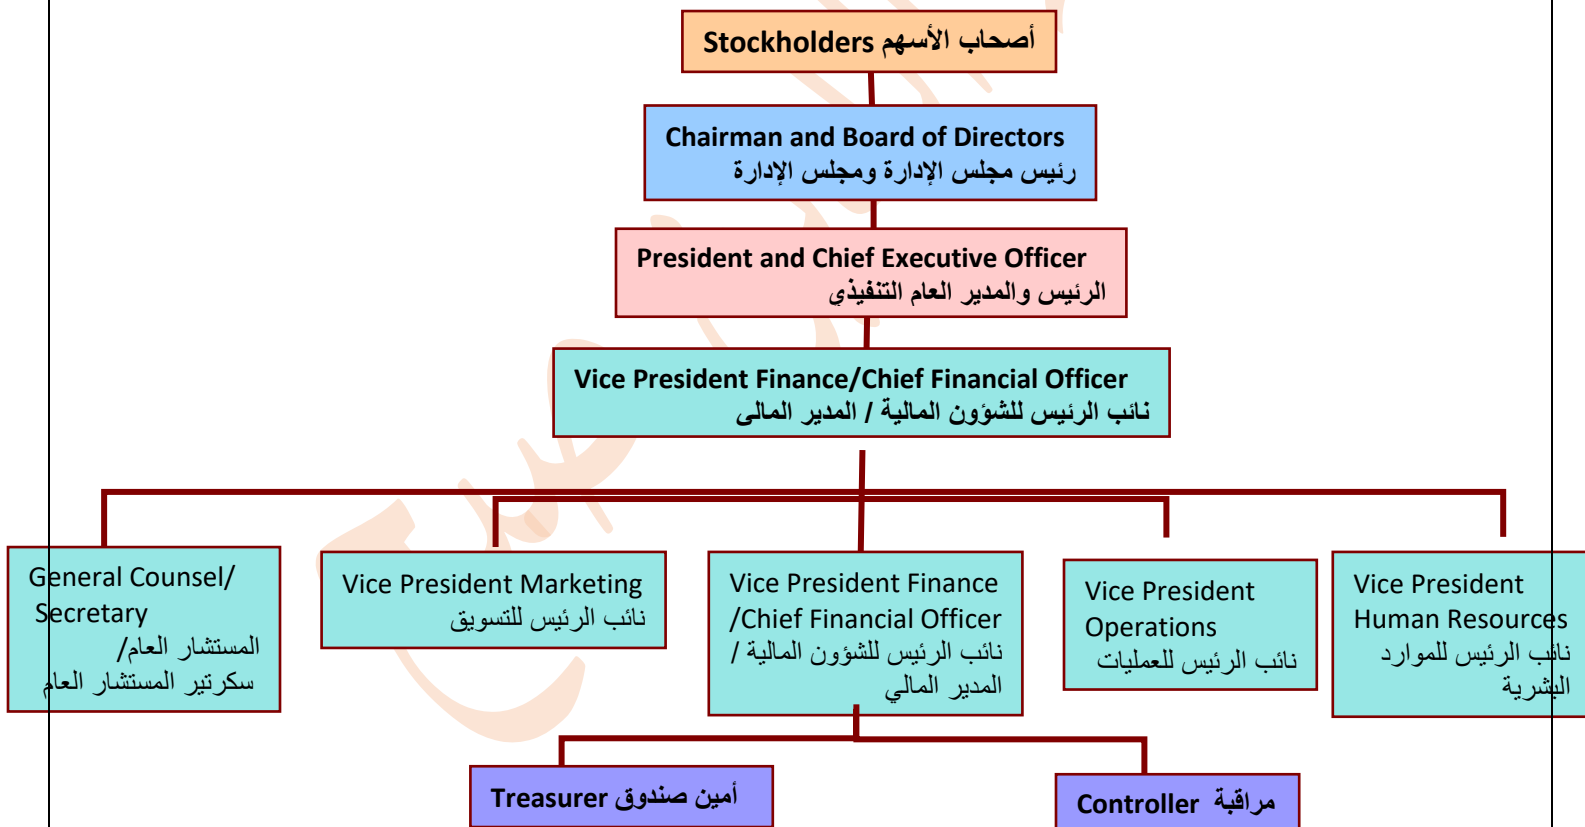 أصحاب الأسهم Stockholders
Chairman and Board of Directors
رئيس مجلس الإدارة ومجلس الإدارة
President and Chief Executive Officer
الرئيس والمدير العام التنفيذي
Vice President Finance/Chief Financial Officer
نائب الرئيس للشؤون المالية / المدير المالى
General Counsel/
Secretary
المستشار العام/
سكرتير المستشار العام
Vice President Marketing
نائب الرئيس للتسويق
Vice President Finance
/Chief Financial Officer
نائب الرئيس للشؤون المالية /
المدير المالي
Vice President
Operations
نائب الرئيس للعمليات
Vice President
Human Resources
نائب الرئيس للموارد
البشرية
أمين صندوق Treasurer
مراقبة Controller